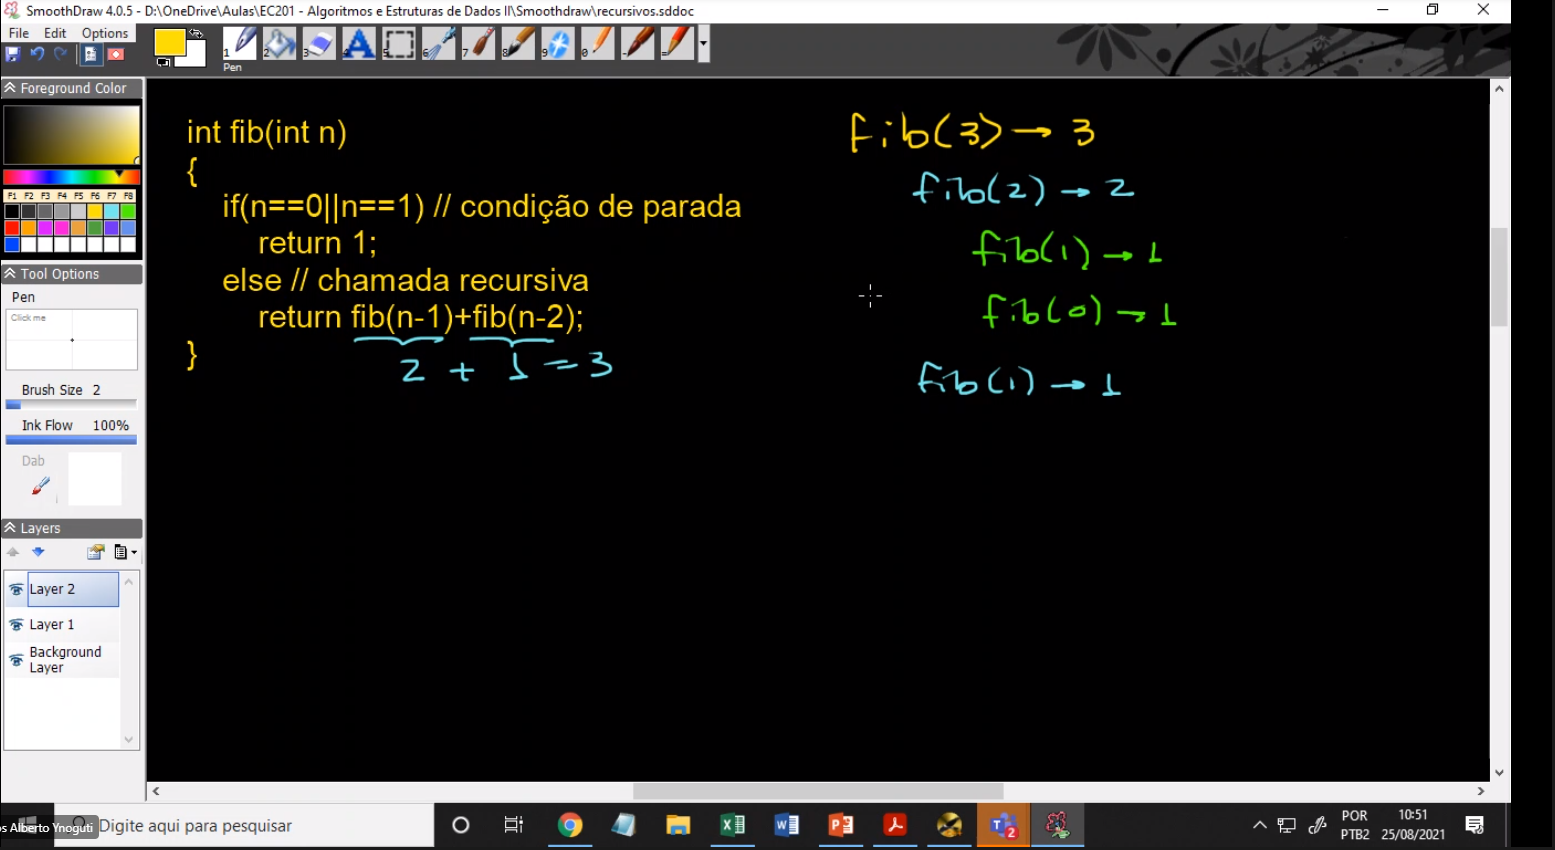 SmoothDraw 4.0.5 - D:\OneDrive\Aulas\EC201 - Algoritmos e Estruturas de Dados II\Smoothdraw\recursivos.sddoc
File Edit Options
1 2 3 5 6 7 8 9 0 - =
Pen
Foreground Color
F1 F2 F3 F4 F5 F6 F7 F8
Tool Options
Pen
Click me
Brush Size 2
Ink Flow 100%
Dab
Layers
Layer 2
Layer 1
Background
Layer
int fib(int n)
{
if(n==0||n==1) // condição de parada
return 1;
else // chamada recursiva
return fib(n-1)+fib(n-2);
}
2 + 1 = 3
fib(3) → 3
fib(2) → 2
fib(1) → 1
fib(0) → 1
fib(1) → 1
os Alberto Ynoguti
Digite aqui para pesquisar
2
POR 10:51
PTB2 25/08/2021